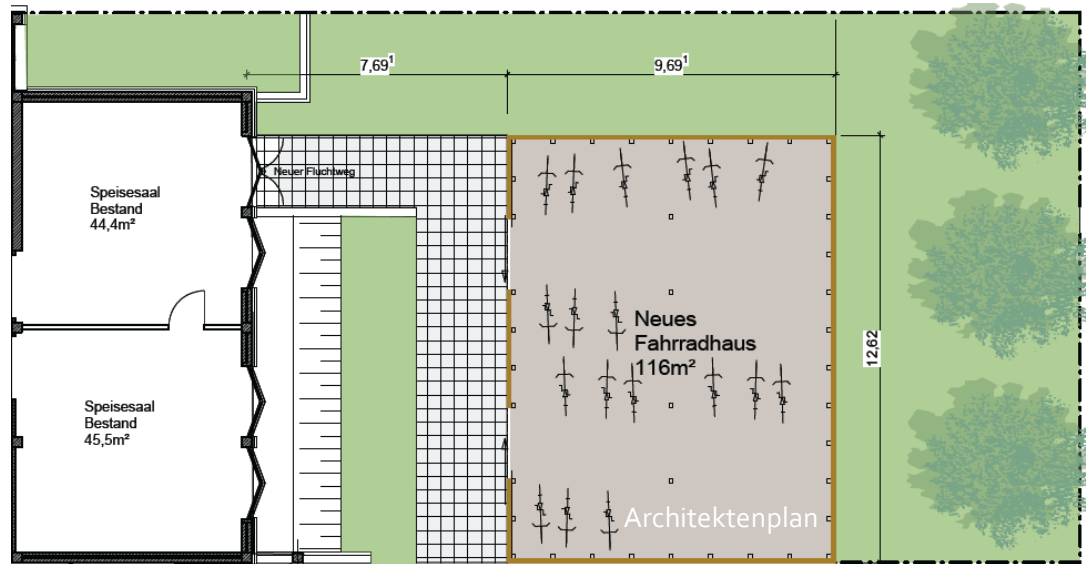 7,69¹
9,69¹
Neuer Fluchtweg
Speisesaal
Bestand
44,4m²
Neues
Fahrradhaus
116m²
12,62
Speisesaal
Bestand
45,5m²
Architektenplan